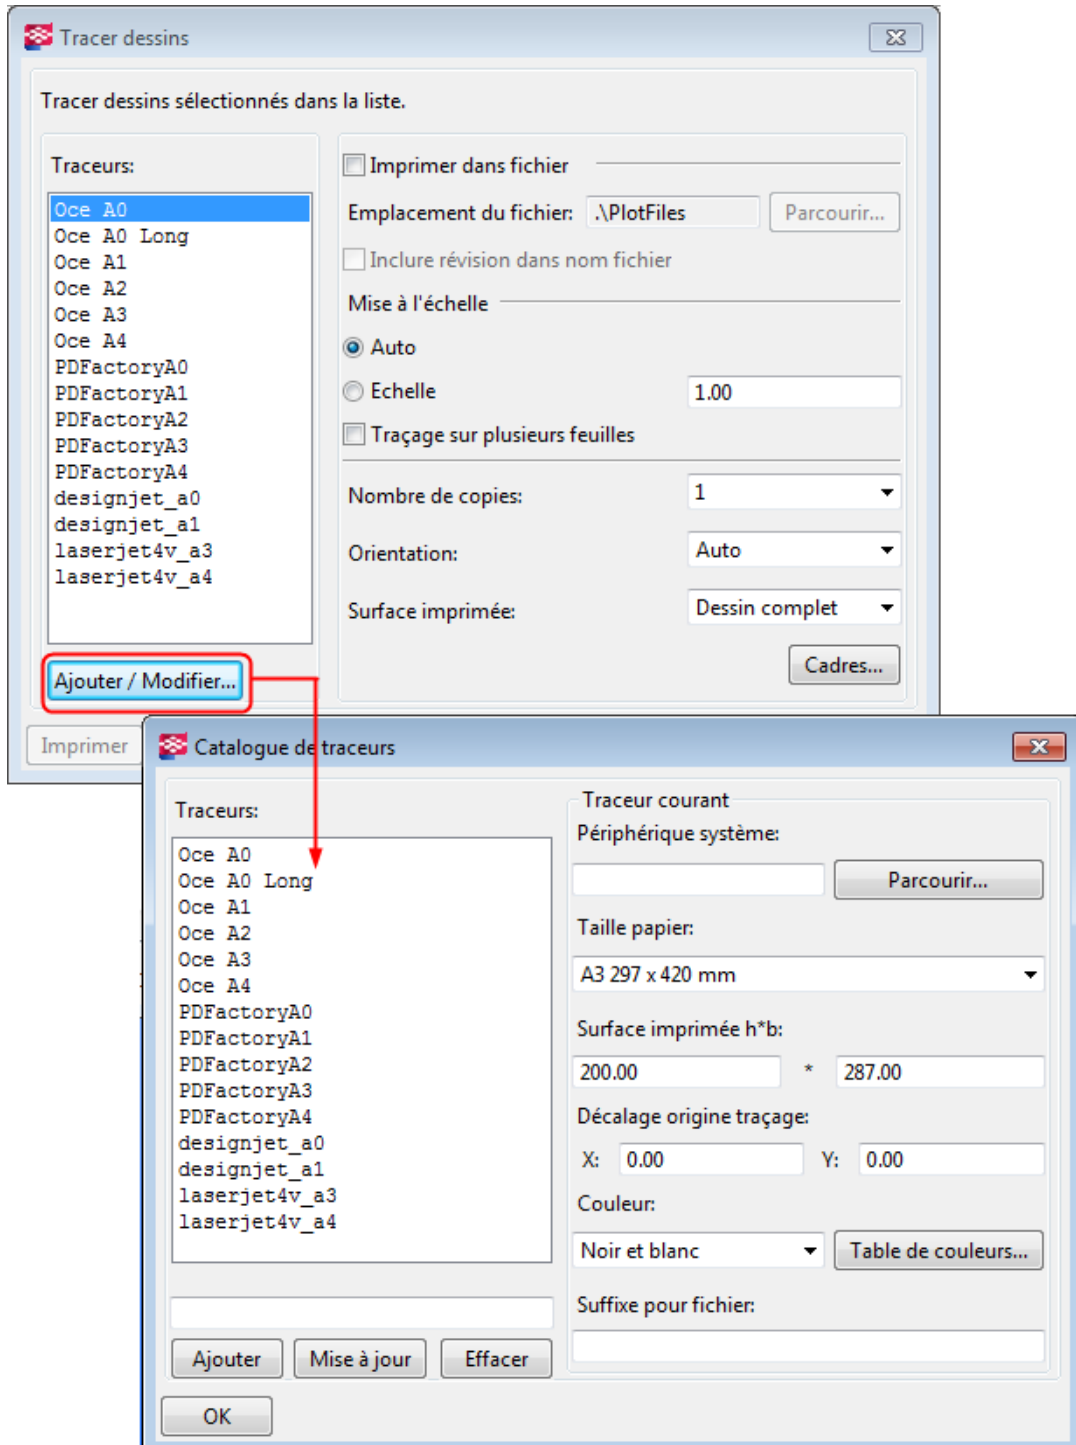 Tracer dessins
Tracer dessins sélectionnés dans la liste.
Traceurs:
Oce A0
Oce A0 Long
Oce A1
Oce A2
Oce A3
Oce A4
PDFactoryA0
PDFactoryA1
PDFactoryA2
PDFactoryA3
PDFactoryA4
designjet_a0
designjet_a1
laserjet4v_a3
laserjet4v_a4
Ajouter / Modifier...
Imprimer
Imprimer dans fichier
Emplacement du fichier: .\PlotFiles Parcourir...
Inclure révision dans nom fichier
Mise à l'échelle
Auto
Echelle 1.00
Traçage sur plusieurs feuilles
Nombre de copies: 1
Orientation: Auto
Surface imprimée: Dessin complet
Cadres...
Catalogue de traceurs
Traceurs:
Oce A0
Oce A0 Long
Oce A1
Oce A2
Oce A3
Oce A4
PDFactoryA0
PDFactoryA1
PDFactoryA2
PDFactoryA3
PDFactoryA4
designjet_a0
designjet_a1
laserjet4v_a3
laserjet4v_a4
Ajouter Mise à jour Effacer
OK
Traceur courant
Périphérique système:
Parcourir...
Taille papier:
A3 297 x 420 mm
Surface imprimée h*b:
200.00 * 287.00
Décalage origine traçage:
X: 0.00 Y: 0.00
Couleur:
Noir et blanc Table de couleurs...
Suffixe pour fichier: